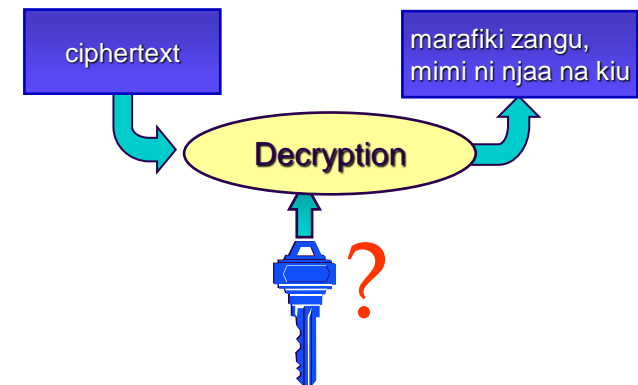 ciphertext
marafiki zangu,
mimi ni njaa na kiu
Decryption
?